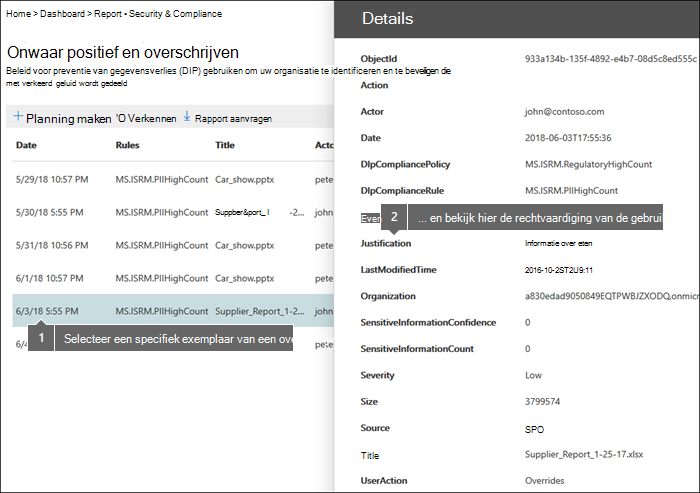 Home > Dashboard > Report • Security & Compliance
Onwaar positief en overschrijven
Beleid voor preventie van gegevensverlies (DIP) gebruiken om uw organisatie te identificeren en te beveiligen die
met verkeerd geluid wordt gedeeld
+ Planning maken 'O Verkennen Rapport aanvragen
Date Rules Title Acto
5/29/18 10:57 PM MS.ISRM.PIIHighCount Car_show.pptx pete
5/30/18 5:55 PM MS.ISRM.PIIHighCount Suppber&port_I -2... john
5/31/18 10:56 PM MS.ISRM.PIIHighCount Car_show.pptx pete
6/1/18 10:57 PM MS.ISRM.PIIHighCount Car_show.pptx pete
6/3/18 5:55 PM MS.ISRM.PIIHighCount Supplier_Report_1-2... john
1 Selecteer een specifiek exemplaar van een ove
6/4 pete
Details
ObjectId 933a134b-135f-4892-e4b7-08d5c8ed555c
Action
Actor john@contoso.com
Date 2018-06-03T17:55:36
DlpCompliancePolicy MS.ISRM.RegulatoryHighCount
DlpComplianceRule MS.ISRM.PIIHighCount
Even
2 ... en bekijk hier de rechtvaardiging van de gebruil
Justification Informatie over eten
LastModifiedTime 2016-10-2ST2U9:11
Organization a830edad9050849EQTPWBJZXODQ.onmicr
SensitiveInformationConfidence 0
SensitiveInformationCount 0
Severity Low
Size 3799574
Source SPO
Title Supplier_Report_1-25-17.xlsx
UserAction Overrides